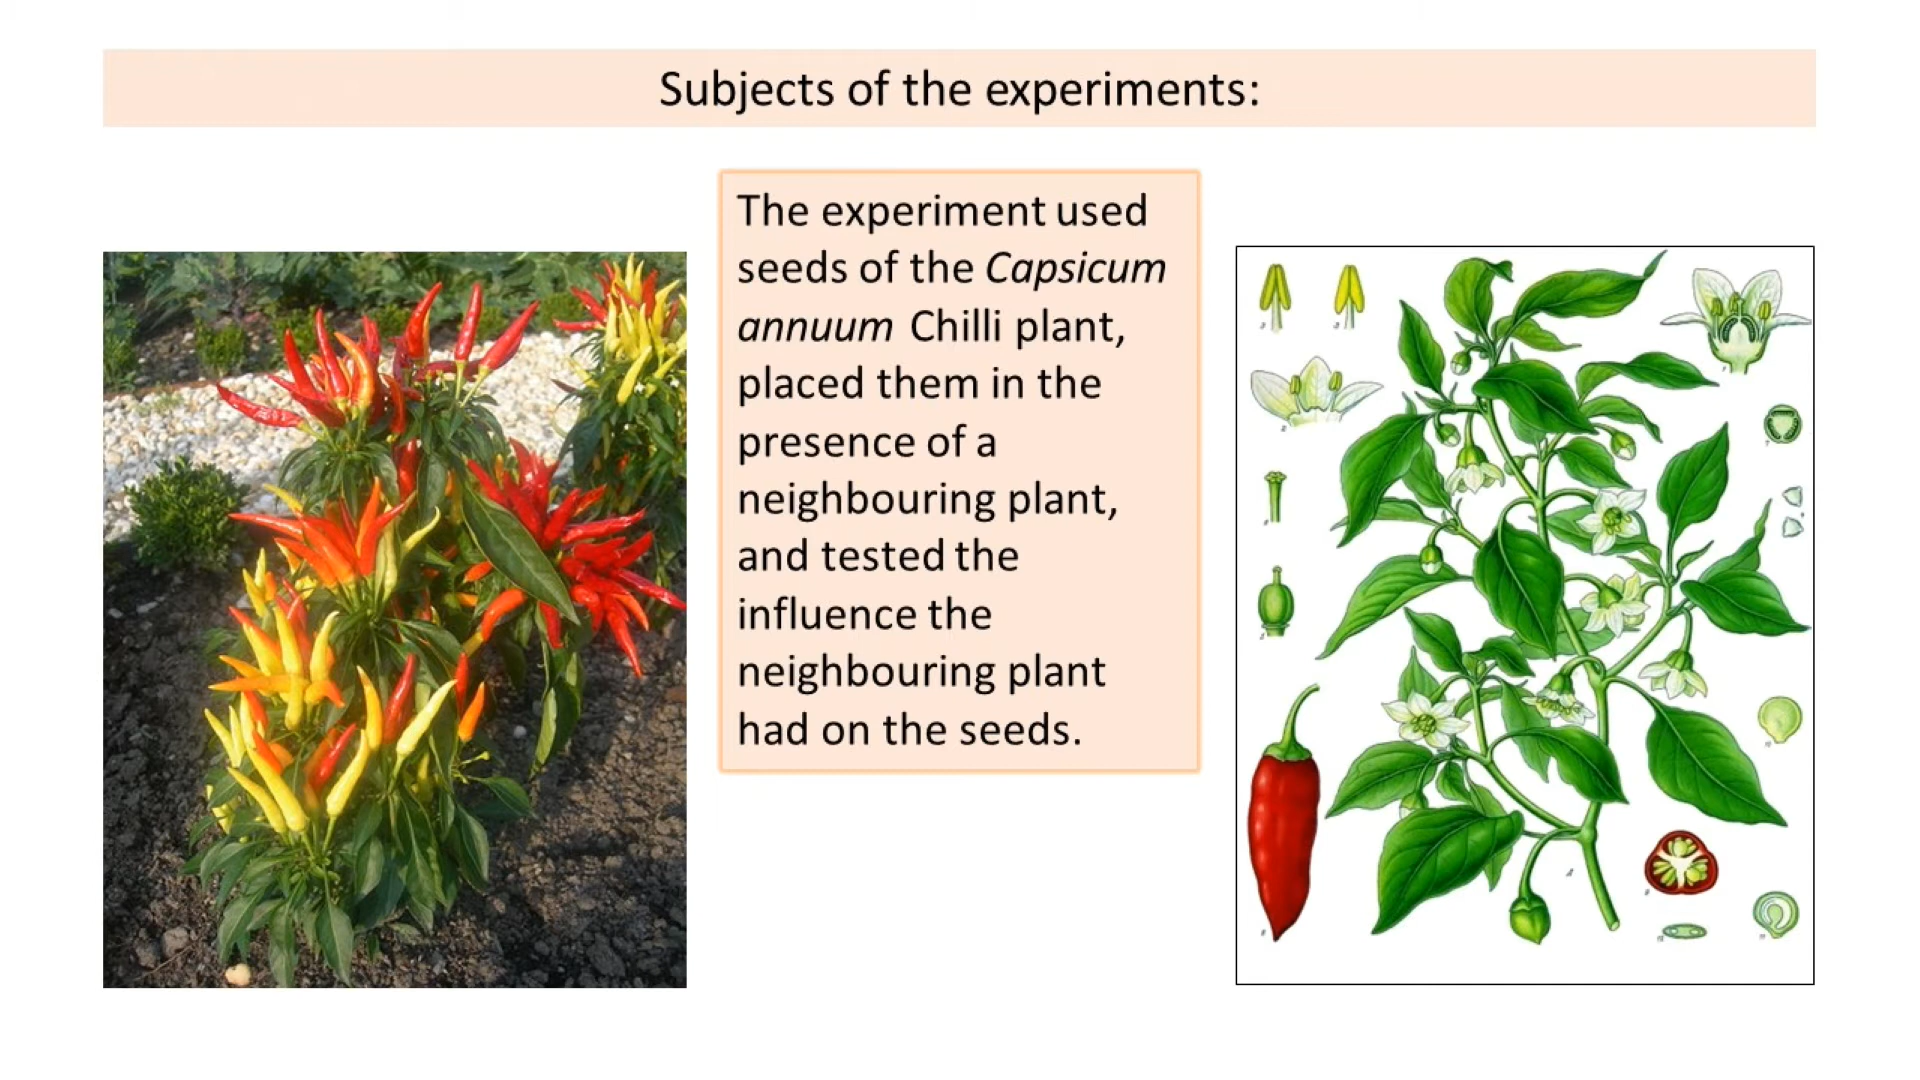 Subjects of the experiments:
The experiment used
seeds of the Capsicum
annuum Chilli plant,
placed them in the
presence of a
neighbouring plant,
and tested the
influence the
neighbouring plant
had on the seeds.